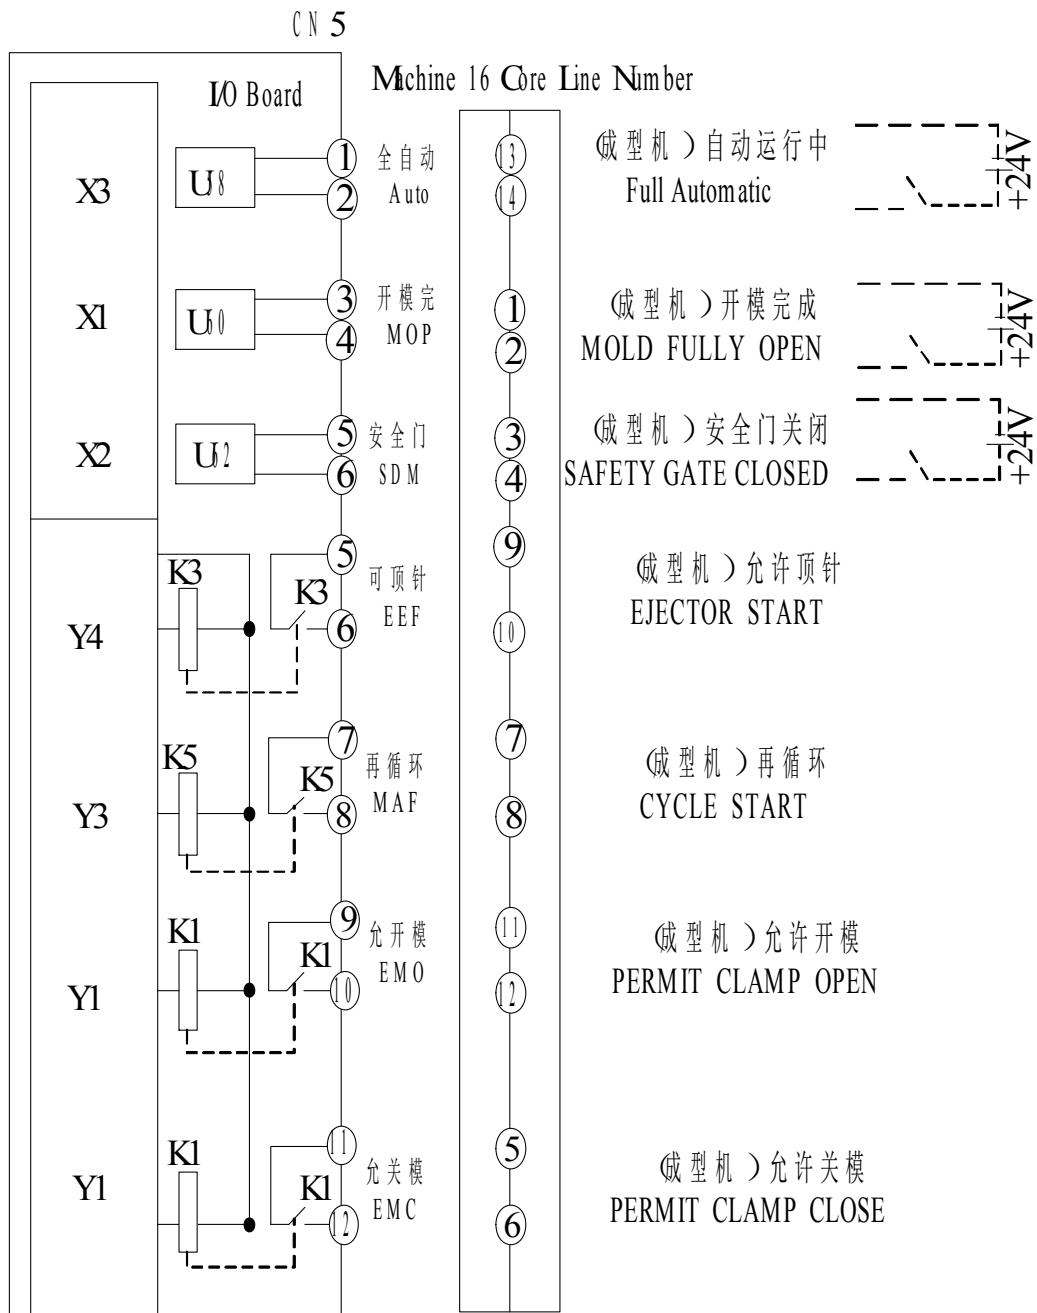 CN 5
Machine 16 Core Line Number
I/O Board
X3
1 全自动 13 (成型机）自动运行中
2 Auto 14 Full Automatic
+24V
X1
3 开模完 1 (成型机）开模完成
4 MOP 2 MOLD FULLY OPEN
+24V
X2
5 安全门 3 (成型机）安全门关闭
6 SDM 4 SAFETY GATE CLOSED
+24V
Y4
K3 K3
5 可顶针 9 (成型机）允许顶针
6 EEF 10 EJECTOR START
Y3
K5 K5
7 再循环 7 (成型机）再循环
8 MAF 8 CYCLE START
Y1
K1 K1
9 允开模 11 (成型机）允许开模
10 EMO 12 PERMIT CLAMP OPEN
Y1
K1 K1
11 允关模 5 (成型机）允许关模
12 EMC 6 PERMIT CLAMP CLOSE